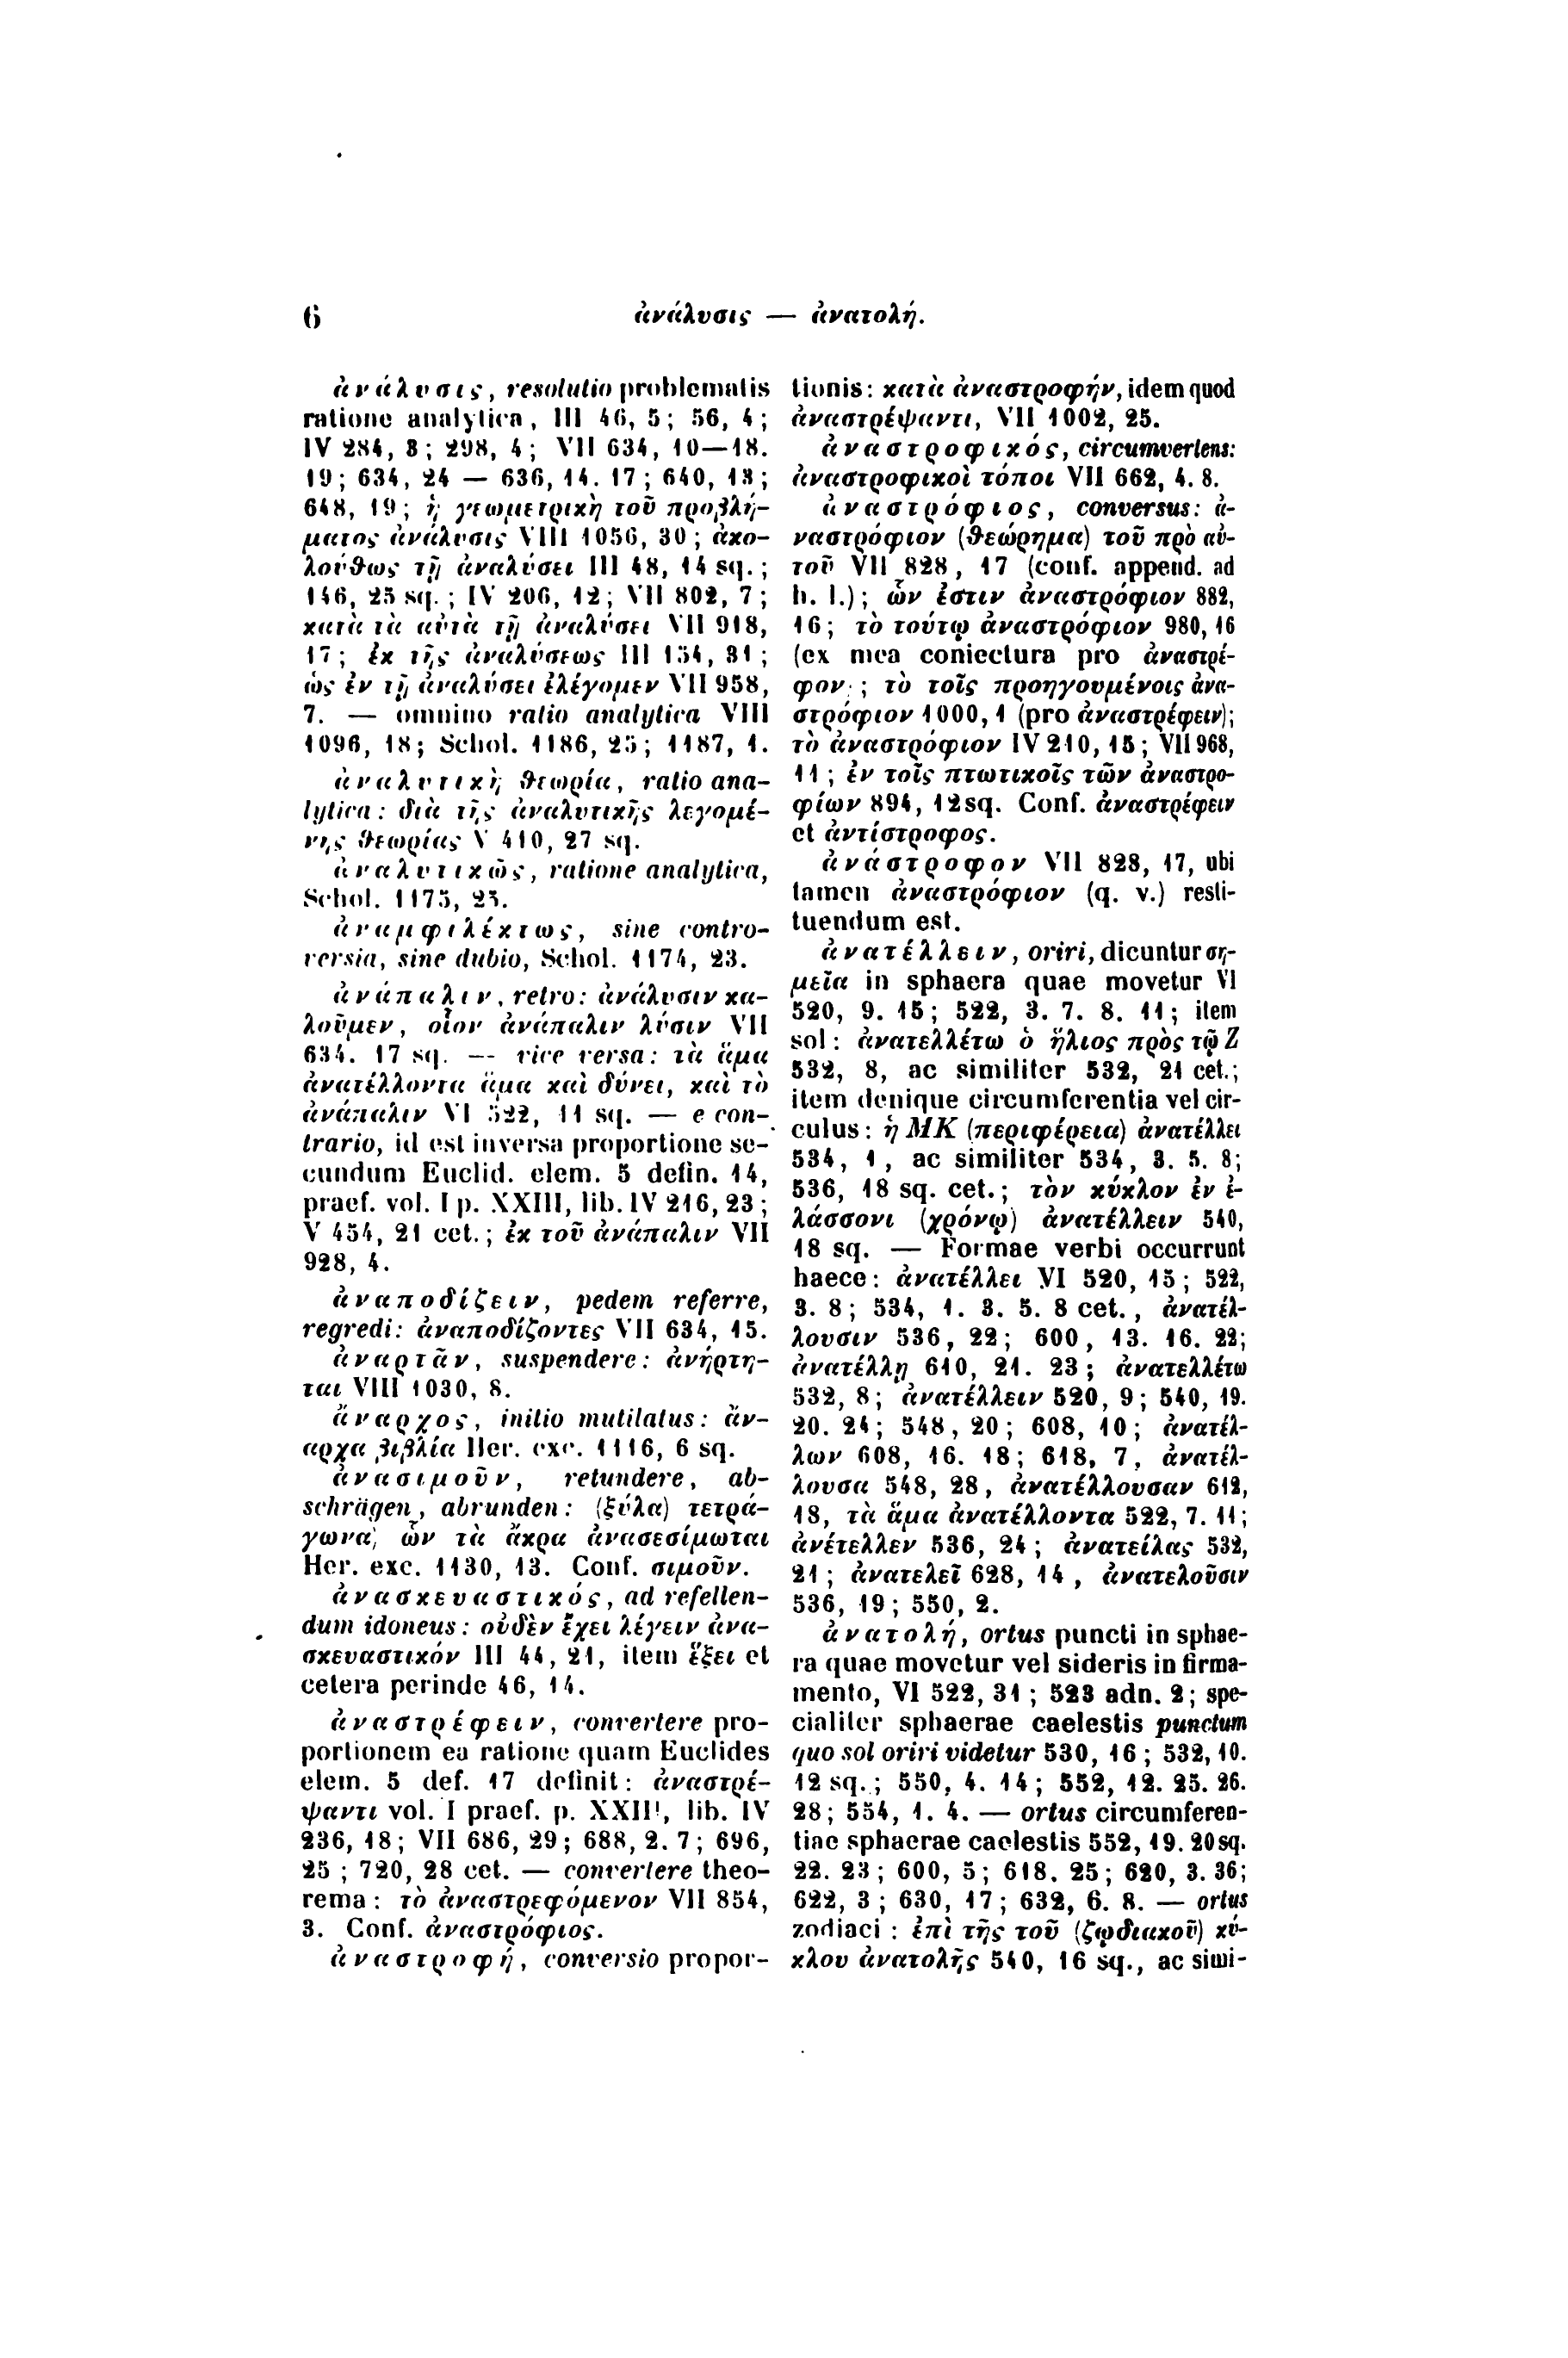 6
ἀνάλυσις — ἀνατολή.
ἀνάλυσις, resolutio problematis
ratione analytica, III 46, 5; 56, 4;
IV 284, 3; 298, 4; VII 634, 10—18.
19; 634, 24 — 636, 14. 17; 640, 13;
648, 19; ἡ γεωμετρικὴ τοῦ προβλή-
ματος ἀνάλυσις VIII 1056, 30; ἀκο-
λούθως τῇ ἀναλύσει III 48, 14 sq.;
146, 25 sq.; IV 206, 12; VII 802, 7;
κατὰ τὰ αὐτὰ τῇ ἀναλύσει VII 918,
17; ἐκ τῆς ἀναλύσεως III 154, 31;
ὡς ἐν τῇ ἀναλύσει ἐλέγομεν VII 958,
7. — omnino ratio analytica VIII
1096, 18; Schol. 1186, 25; 1187, 1.
ἀναλυτικὴ θεωρία, ratio ana-
lytica: διὰ τῆς ἀναλυτικῆς λεγομέ-
νης θεωρίας V 410, 27 sq.
ἀναλυτικῶς, ratione analytica,
Schol. 1175, 25.
ἀναμφιλέκτως, sine contro-
versia, sine dubio, Schol. 1174, 23.
ἀνάπαλιν, retro: ἀνάλυσιν κα-
λοῦμεν, οἷον ἀνάπαλιν λύσιν VII
634. 17 sq. — vice versa: τὰ ἅμα
ἀνατέλλοντα ἅμα καὶ δύνει, καὶ τὸ
ἀνάπαλιν VI 522, 11 sq. — e con-
trario, id est inversa proportione se-
cundum Euclid. elem. 5 defin. 14,
praef. vol. I p. XXIII, lib. IV 216, 23;
V 454, 21 cet.; ἐκ τοῦ ἀνάπαλιν VII
928, 4.
ἀναποδίζειν, pedem referre,
regredi: ἀναποδίζοντες VII 634, 15.
ἀναρτᾶν, suspendere: ἀνήρτη-
ται VIII 1030, 8.
ἄναρχος, initio mutilatus: ἄν-
αρχα βιβλία Her. exc. 1116, 6 sq.
ἀνασιμοῦν, retundere, ab-
schrägen, abrunden: (ξύλα) τετρά-
γωνα, ὧν τὰ ἄκρα ἀνασεσίμωται
Her. exc. 1130, 13. Conf. σιμοῦν.
ἀνασκευαστικός, ad refellen-
dum idoneus: οὐδὲν ἔχει λέγειν ἀνα-
σκευαστικόν III 44, 21, item ἕξει et
cetera perinde 46, 14.
ἀναστρέφειν, convertere pro-
portionem ea ratione quam Euclides
elem. 5 def. 17 definit: ἀναστρέ-
ψαντι vol. I praef. p. XXIII, lib. IV
236, 18; VII 686, 29; 688, 2. 7; 696,
25; 720, 28 cet. — convertere theo-
rema: τὸ ἀναστρεφόμενον VII 854,
3. Conf. ἀναστρόφιος.
ἀναστροφή, conversio propor-
tionis: κατὰ ἀναστροφήν, idem quod
ἀναστρέψαντι, VII 1002, 25.
ἀναστροφικός, circumvertens:
ἀναστροφικοὶ τόποι VII 662, 4. 8.
ἀναστρόφιος, conversus: ἀ-
ναστρόφιον (θεώρημα) τοῦ πρὸ αὐ-
τοῦ VII 828, 17 (conf. append. ad
h. l.); ὧν ἐστιν ἀναστρόφιον 882,
16; τὸ τούτῳ ἀναστρόφιον 980, 16
(ex mea coniectura pro ἀναστρέ-
φον); τὸ τοῖς προηγουμένοις ἀνα-
στρόφιον 1000, 1 (pro ἀναστρέφειν);
τὸ ἀναστρόφιον IV 210, 15; VII 968,
11; ἐν τοῖς πτωτικοῖς τῶν ἀναστρο-
φίων 894, 12 sq. Conf. ἀναστρέφειν
et ἀντίστροφος.
ἀνάστροφον VII 828, 17, ubi
tamen ἀναστρόφιον (q. v.) resti-
tuendum est.
ἀνατέλλειν, oriri, dicuntur ση-
μεῖα in sphaera quae movetur VI
520, 9. 15; 522, 3. 7. 8. 11; item
sol: ἀνατελλέτω ὁ ἥλιος πρὸς τῷ Ζ
532, 8, ac similiter 532, 21 cet.;
item denique circumferentia vel cir-
culus: ἡ ΜΚ (περιφέρεια) ἀνατέλλει
534, 1, ac similiter 534, 3. 5. 8;
536, 18 sq. cet.; τὸν κύκλον ἐν ἐ-
λάσσονι (χρόνῳ) ἀνατέλλειν 540,
18 sq. — Formae verbi occurrunt
haece: ἀνατέλλει VI 520, 15; 522,
3. 8; 534, 1. 3. 5. 8 cet., ἀνατέλ-
λουσιν 536, 22; 600, 13. 16. 22;
ἀνατέλλῃ 610, 21. 23; ἀνατελλέτω
532, 8; ἀνατέλλειν 520, 9; 540, 19.
20. 24; 548, 20; 608, 10; ἀνατέλ-
λων 608, 16. 18; 618, 7, ἀνατέλ-
λουσα 548, 28, ἀνατέλλουσαν 612,
18, τὰ ἅμα ἀνατέλλοντα 522, 7. 11;
ἀνέτελλεν 536, 24; ἀνατείλας 532,
21; ἀνατελεῖ 628, 14, ἀνατελοῦσιν
536, 19; 550, 2.
ἀνατολή, ortus puncti in sphae-
ra quae movetur vel sideris in firma-
mento, VI 522, 31; 523 adn. 2; spe-
cialiter sphaerae caelestis punctum
quo sol oriri videtur 530, 16; 532, 10.
12 sq.; 550, 4. 14; 552, 12. 25. 26.
28; 554, 1. 4. — ortus circumferen-
tiae sphaerae caelestis 552, 19. 20 sq.
22. 23; 600, 5; 618. 25; 620, 3. 36;
622, 3; 630, 17; 632, 6. 8. — ortus
zodiaci: ἐπὶ τῆς τοῦ (ζῳδιακοῦ) κύ-
κλου ἀνατολῆς 540, 16 sq., ac simi-